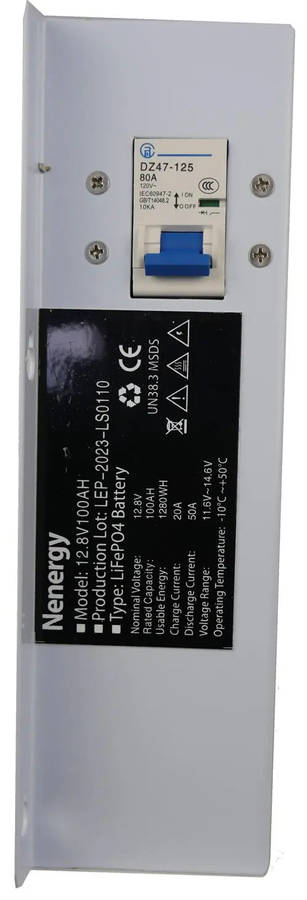 DZ47-125
80A
120V~
IEC60947-2
GB/T14048.2
10KA
I ON
O OFF
CCC
Nenergy
Model: 12.8V100AH
Production Lot: LEP-2023-LS0110
Type: LiFePO4 Battery
Nominal Voltage: 12.8V
Rated Capacity: 100AH
Usable Energy: 1280WH
Charge Current: 20A
Discharge Current: 50A
Voltage Range: 11.6V~14.6V
Operating Temperature: -10℃~+50℃
CE
UN38.3 MSDS